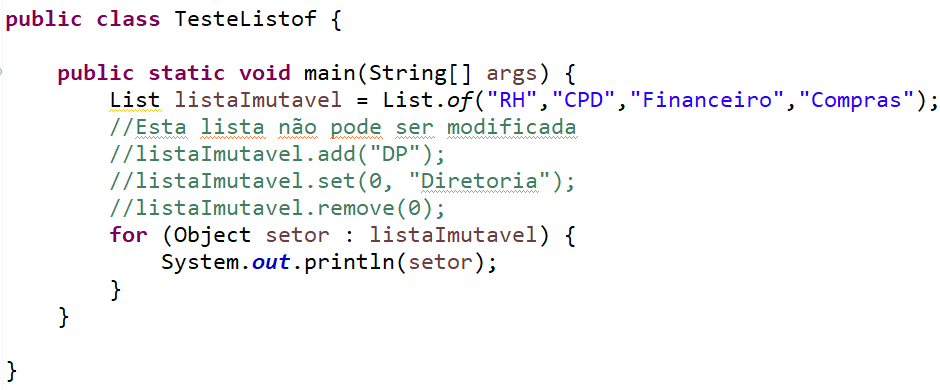 public class TesteListof {
public static void main(String[] args) {
List listaImutavel = List.of("RH","CPD","Financeiro","Compras");
//Esta lista não pode ser modificada
//listaImutavel.add("DP");
//listaImutavel.set(0, "Diretoria");
//listaImutavel.remove(0);
for (Object setor : listaImutavel) {
System.out.println(setor);
}
}
}